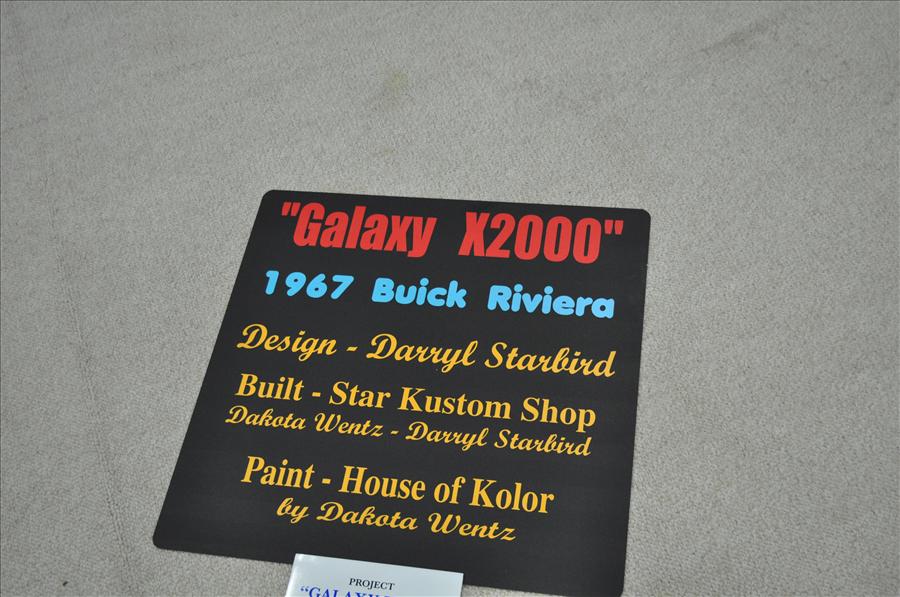 "Galaxy X2000"
1967 Buick Riviera
Design - Darryl Starbird
Built - Star Kustom Shop
Dakota Wentz - Darryl Starbird
Paint - House of Kolor
by Dakota Wentz
PROJECT
"GALAXY